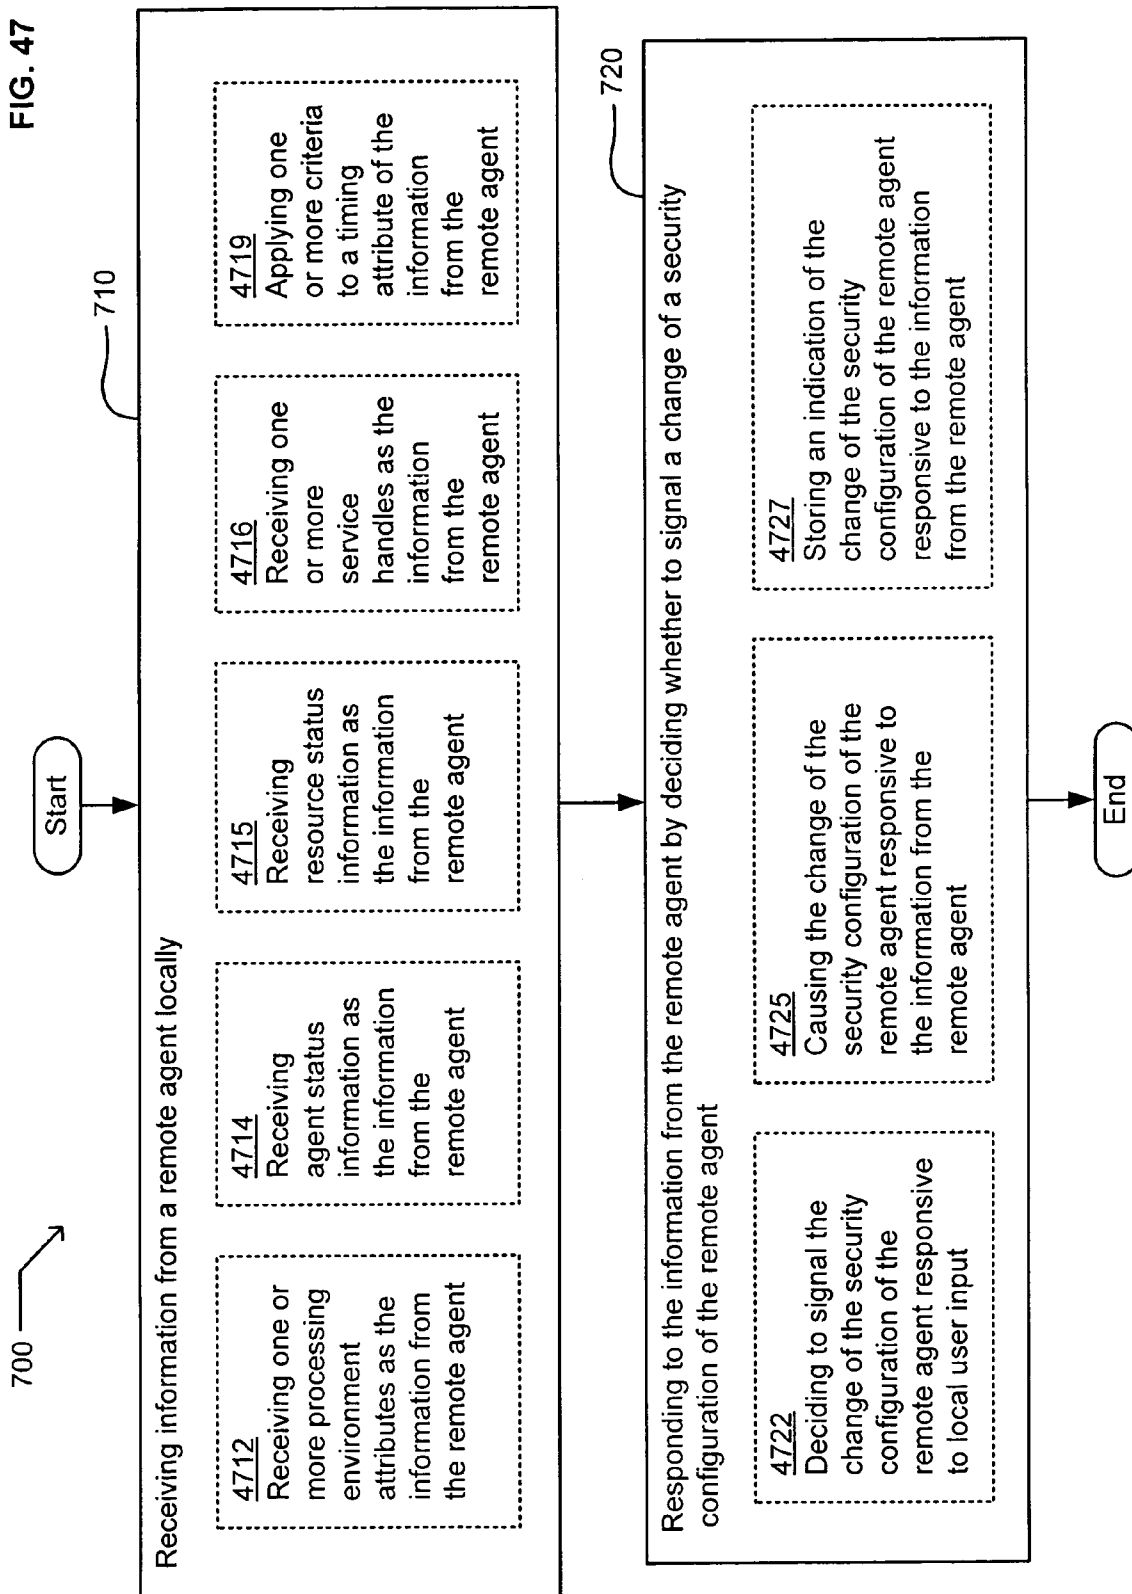 FIG. 47
700
Start
710
Receiving information from a remote agent locally
4712
Receiving one or
more processing
environment
attributes as the
information from
the remote agent
4714
Receiving
agent status
information as
the information
from the
remote agent
4715
Receiving
resource status
information as
the information
from the
remote agent
4716
Receiving one
or more
service
handles as the
information
from the
remote agent
4719
Applying one
or more criteria
to a timing
attribute of the
information
from the
remote agent
720
Responding to the information from the remote agent by deciding whether to signal a change of a security
configuration of the remote agent
4722
Deciding to signal the
change of the security
configuration of the
remote agent responsive
to local user input
4725
Causing the change of the
security configuration of the
remote agent responsive to
the information from the
remote agent
4727
Storing an indication of the
change of the security
configuration of the remote agent
responsive to the information
from the remote agent
End